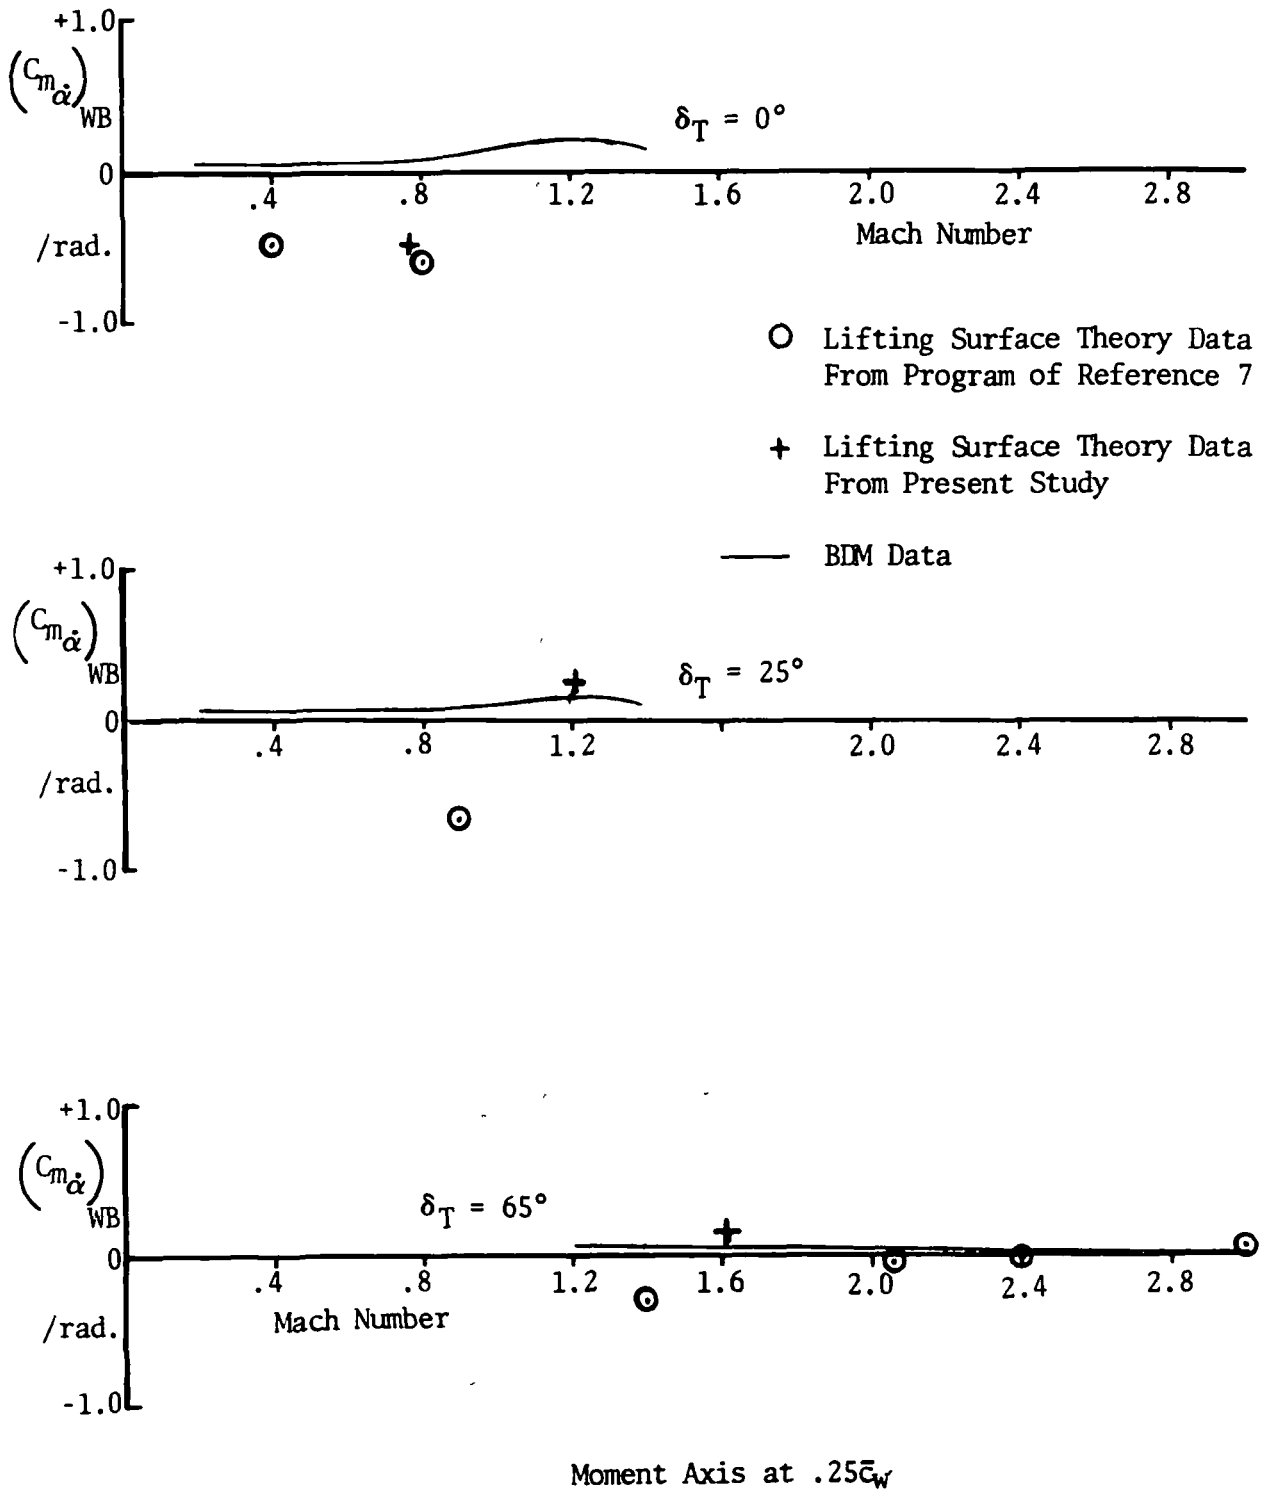 +1.0
(Cmα̇)WB
δT = 0°
0
.4 .8 1.2 1.6 2.0 2.4 2.8
Mach Number
/rad.
-1.0
Lifting Surface Theory Data
From Program of Reference 7
Lifting Surface Theory Data
From Present Study
BDM Data
+1.0
(Cmα̇)WB
δT = 25°
0
.4 .8 1.2 2.0 2.4 2.8
/rad.
-1.0
+1.0
(Cmα̇)WB
δT = 65°
0
.4 .8 1.2 1.6 2.0 2.4 2.8
Mach Number
/rad.
-1.0
Moment Axis at .25c̄W